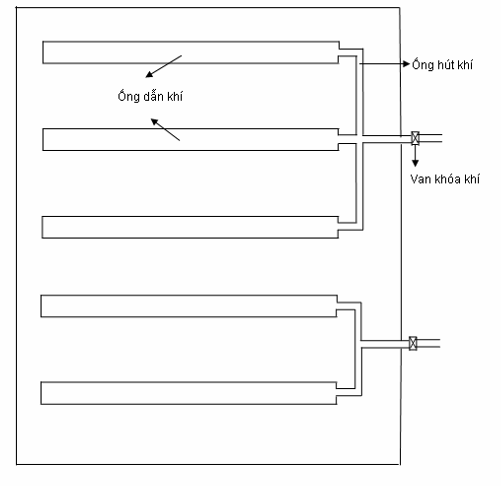 Ống hút khí
Ống dẫn khí
Van khóa khí